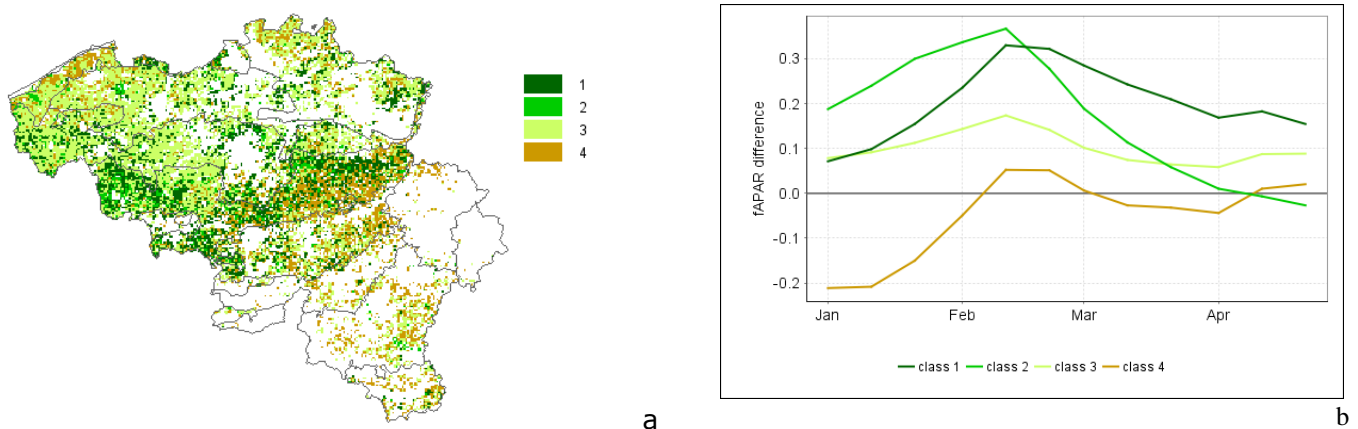 1
2
3
4
a
fAPAR difference
0.3
0.2
0.1
0.0
-0.1
-0.2
Jan Feb Mar Apr
class 1 class 2 class 3 class 4
b